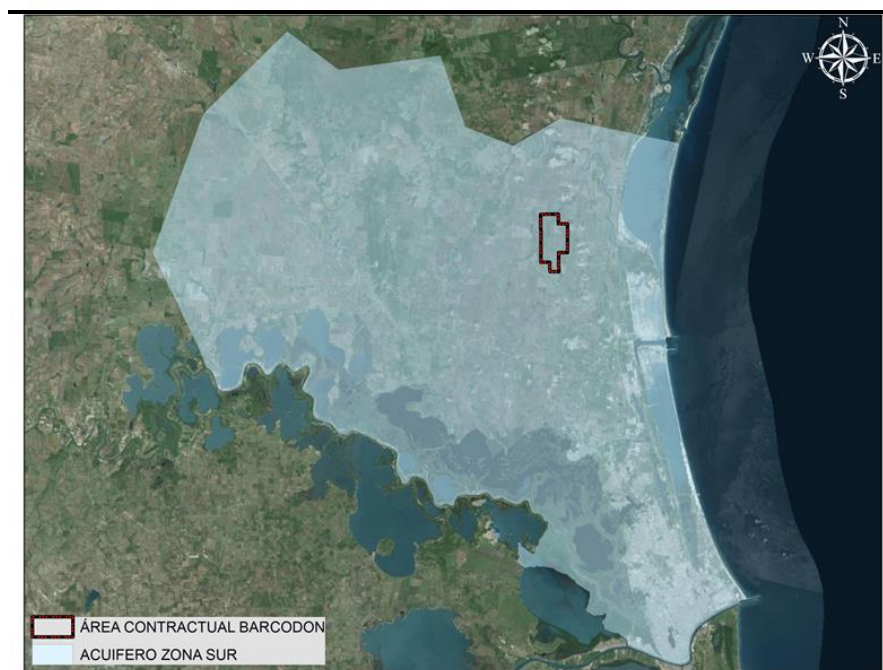 N
W E
S
ÁREA CONTRACTUAL BARCODON
ACUIFERO ZONA SUR